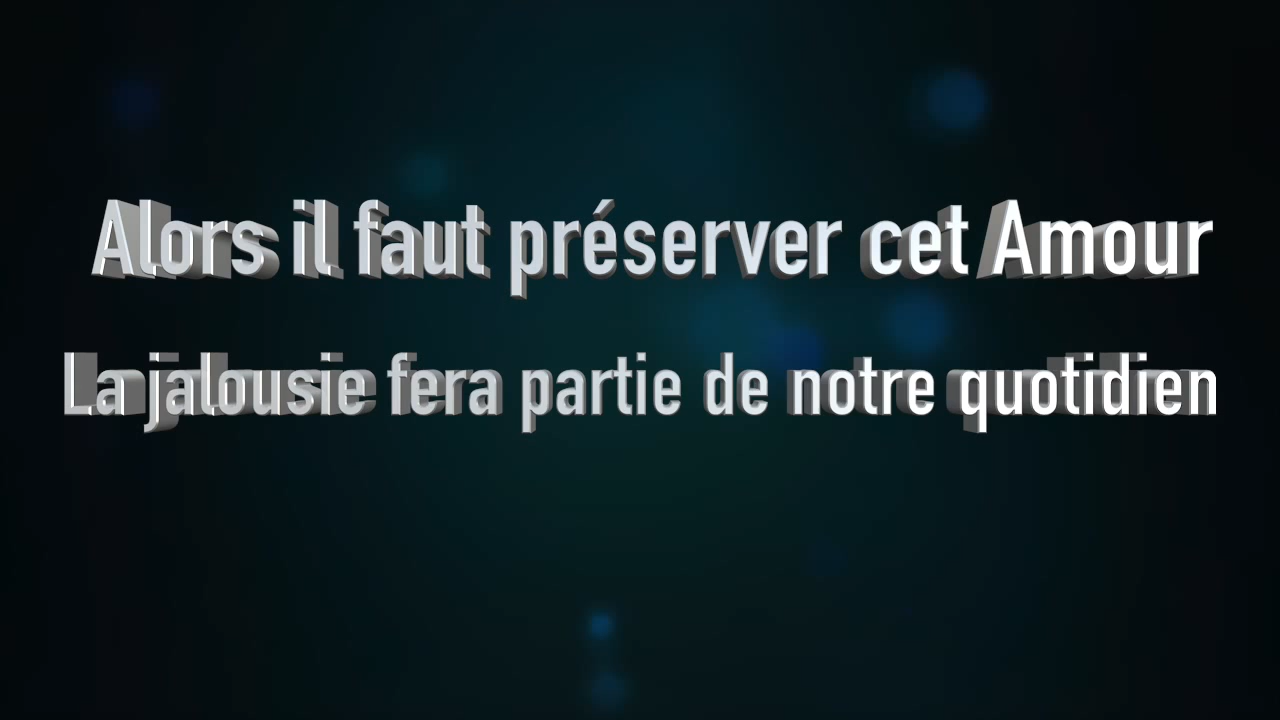 Alors il faut préserver cet Amour
La jalousie fera partie de notre quotidien